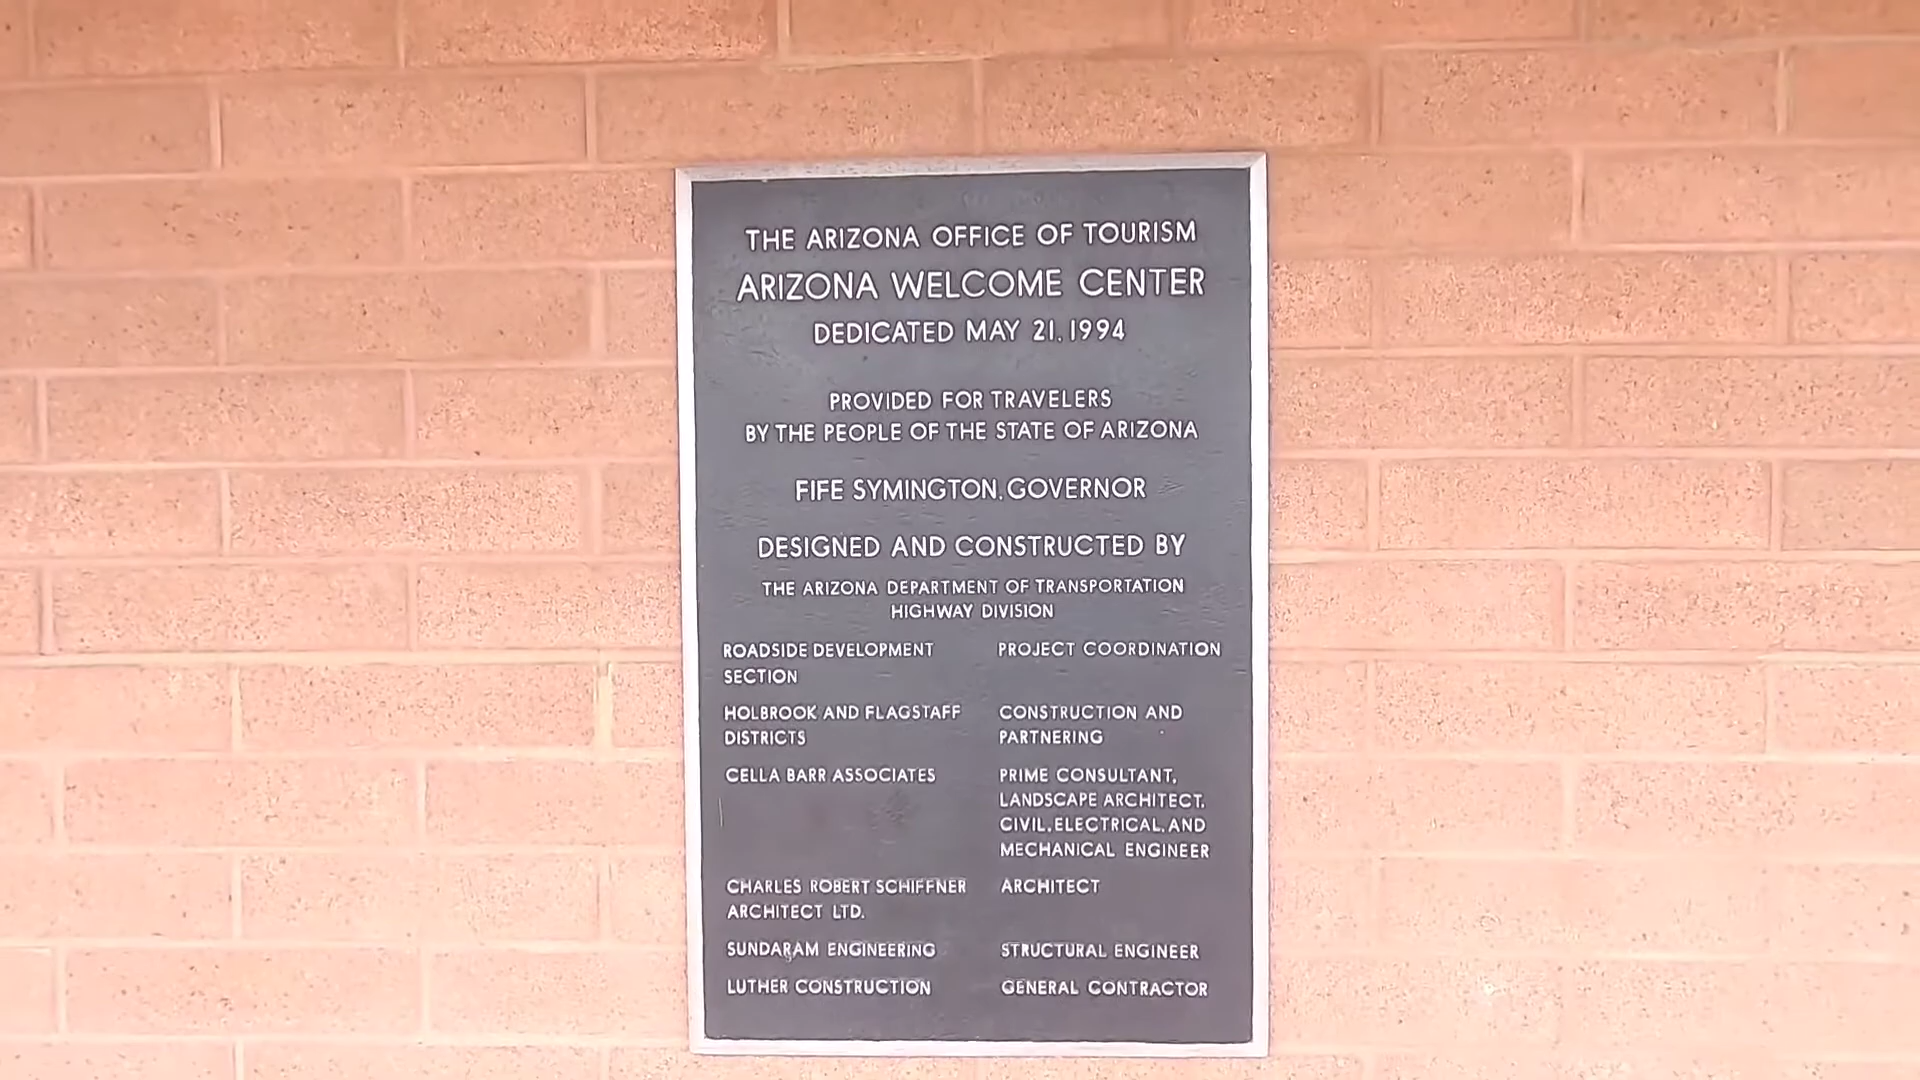 THE ARIZONA OFFICE OF TOURISM
ARIZONA WELCOME CENTER
DEDICATED MAY 21, 1994
PROVIDED FOR TRAVELERS
BY THE PEOPLE OF THE STATE OF ARIZONA
FIFE SYMINGTON, GOVERNOR
DESIGNED AND CONSTRUCTED BY
THE ARIZONA DEPARTMENT OF TRANSPORTATION
HIGHWAY DIVISION
ROADSIDE DEVELOPMENT
SECTION
PROJECT COORDINATION
HOLBROOK AND FLAGSTAFF
DISTRICTS
CONSTRUCTION AND
PARTNERING
CELLA BARR ASSOCIATES
PRIME CONSULTANT,
LANDSCAPE ARCHITECT,
CIVIL, ELECTRICAL, AND
MECHANICAL ENGINEER
CHARLES ROBERT SCHIFFNER
ARCHITECT LTD.
ARCHITECT
SUNDARAM ENGINEERING
STRUCTURAL ENGINEER
LUTHER CONSTRUCTION
GENERAL CONTRACTOR